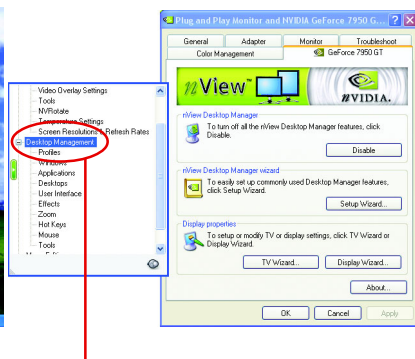 Video Overlay Settings
Tools
NVRotate
Temperature Settings
Screen Resolutions & Refresh Rates
Desktop Management
Profiles
Windows
Applications
Desktops
User Interface
Effects
Zoom
Hot Keys
Mouse
Tools
Plug and Play Monitor and NVIDIA GeForce 7950 G...
General
Adapter
Monitor
Troubleshoot
Color Management
GeForce 7950 GT
nView
NVIDIA.
nView Desktop Manager
To turn off all the nView Desktop Manager features, click
Disable.
Disable
nView Desktop Manager wizard
To easily set up commonly used Desktop Manager features,
click Setup Wizard.
Setup Wizard...
Display properties
To setup or modify TV or display settings, click TV Wizard or
Display Wizard.
TV Wizard...
Display Wizard...
About...
OK
Cancel
Apply